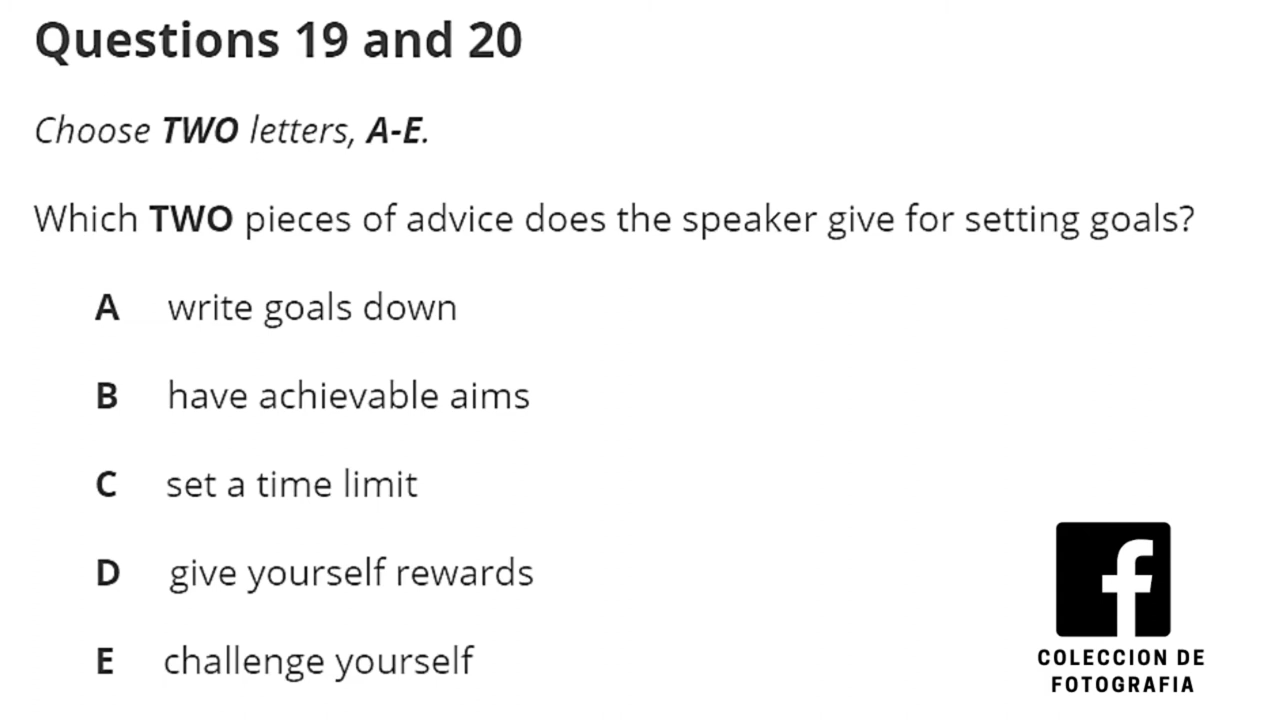 Questions 19 and 20
Choose TWO letters, A-E.
Which TWO pieces of advice does the speaker give for setting goals?
A write goals down
B have achievable aims
C set a time limit
D give yourself rewards
E challenge yourself
f
COLECCION DE
FOTOGRAFIA